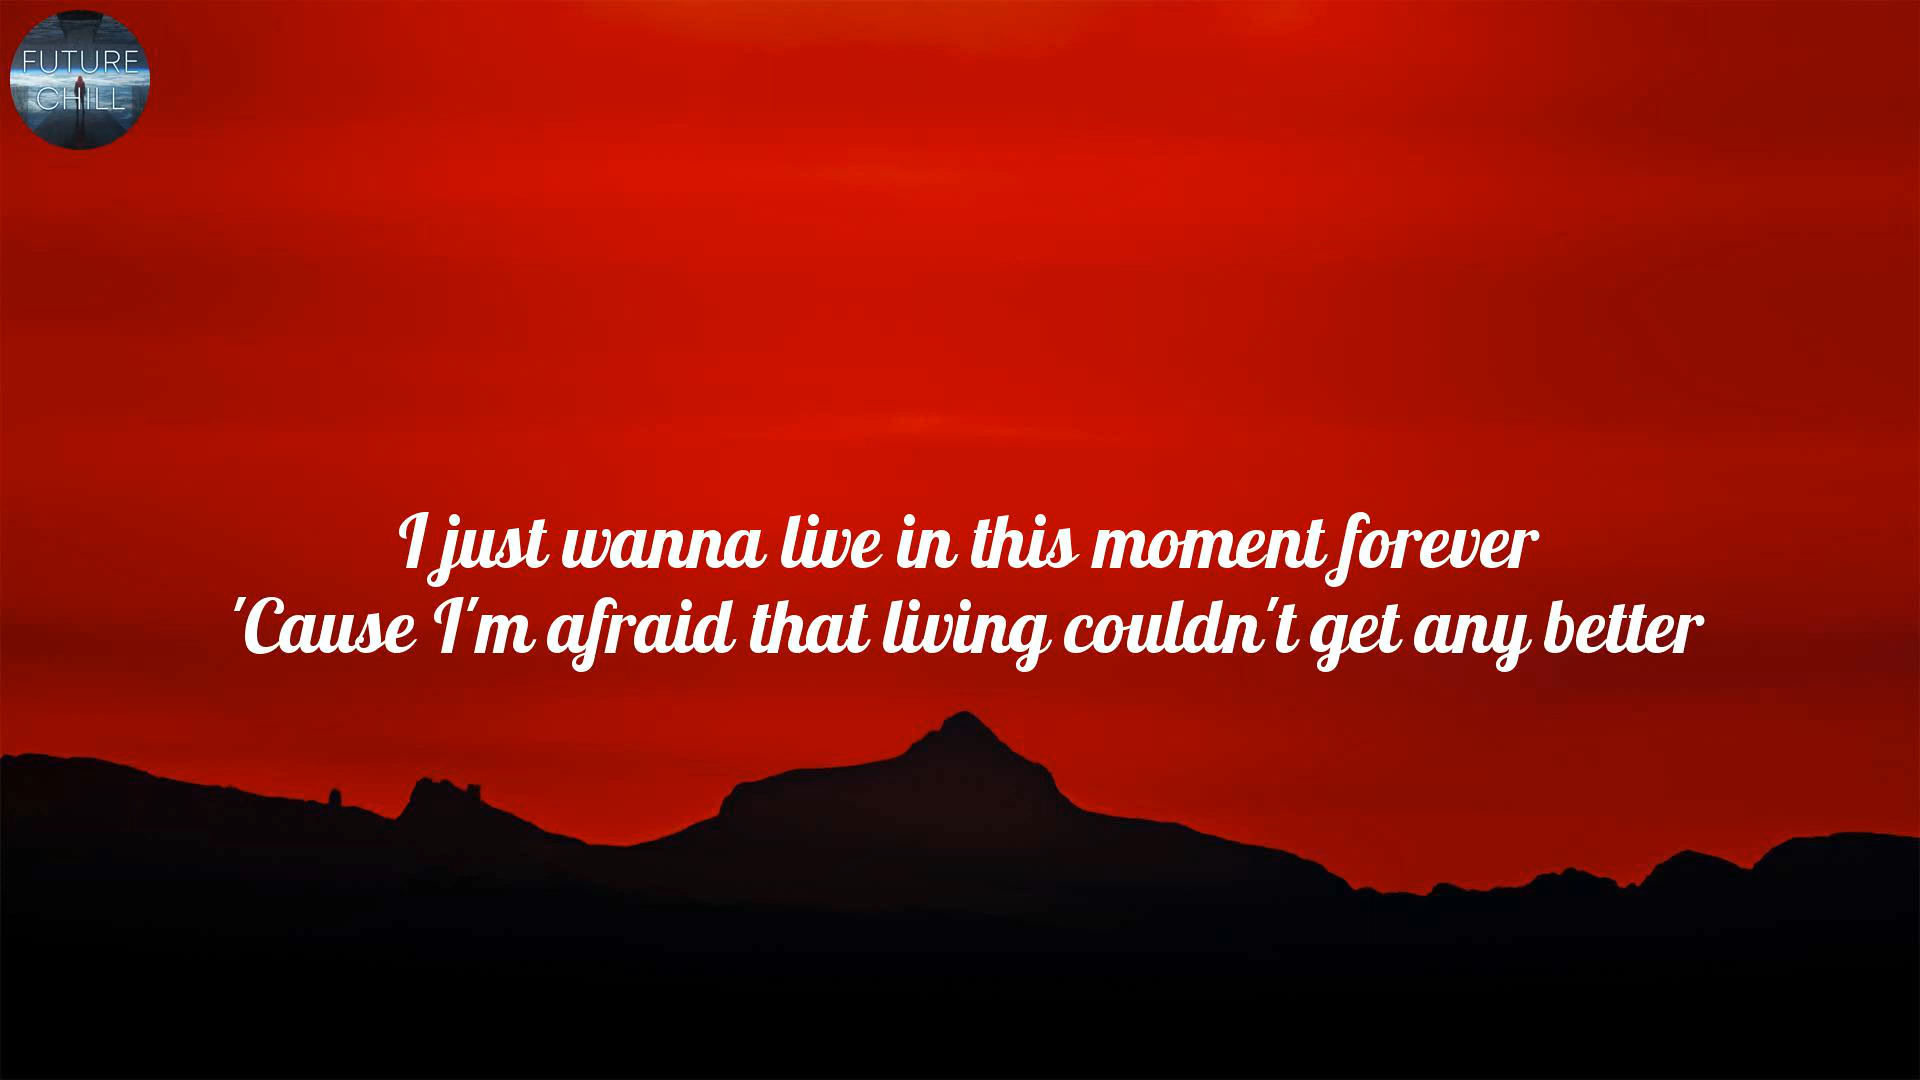 FUTURE
CHILL
I just wanna live in this moment forever
'Cause I'm afraid that living couldn't get any better